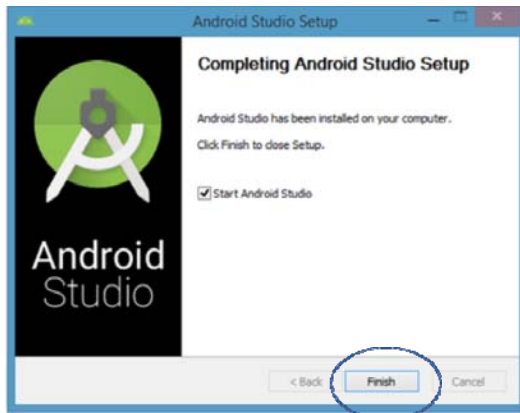 Android Studio Setup
Completing Android Studio Setup
Android Studio has been installed on your computer.
Click Finish to close Setup.
Start Android Studio
Android
Studio
< Back
Finish
Cancel